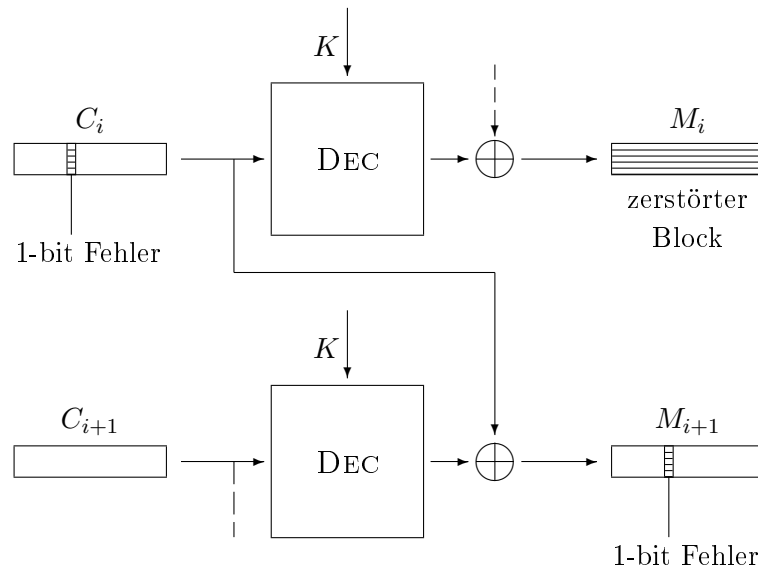 K
C_i
DEC
M_i
zerstörter
Block
1-bit Fehler
K
C_{i+1}
DEC
M_{i+1}
1-bit Fehler